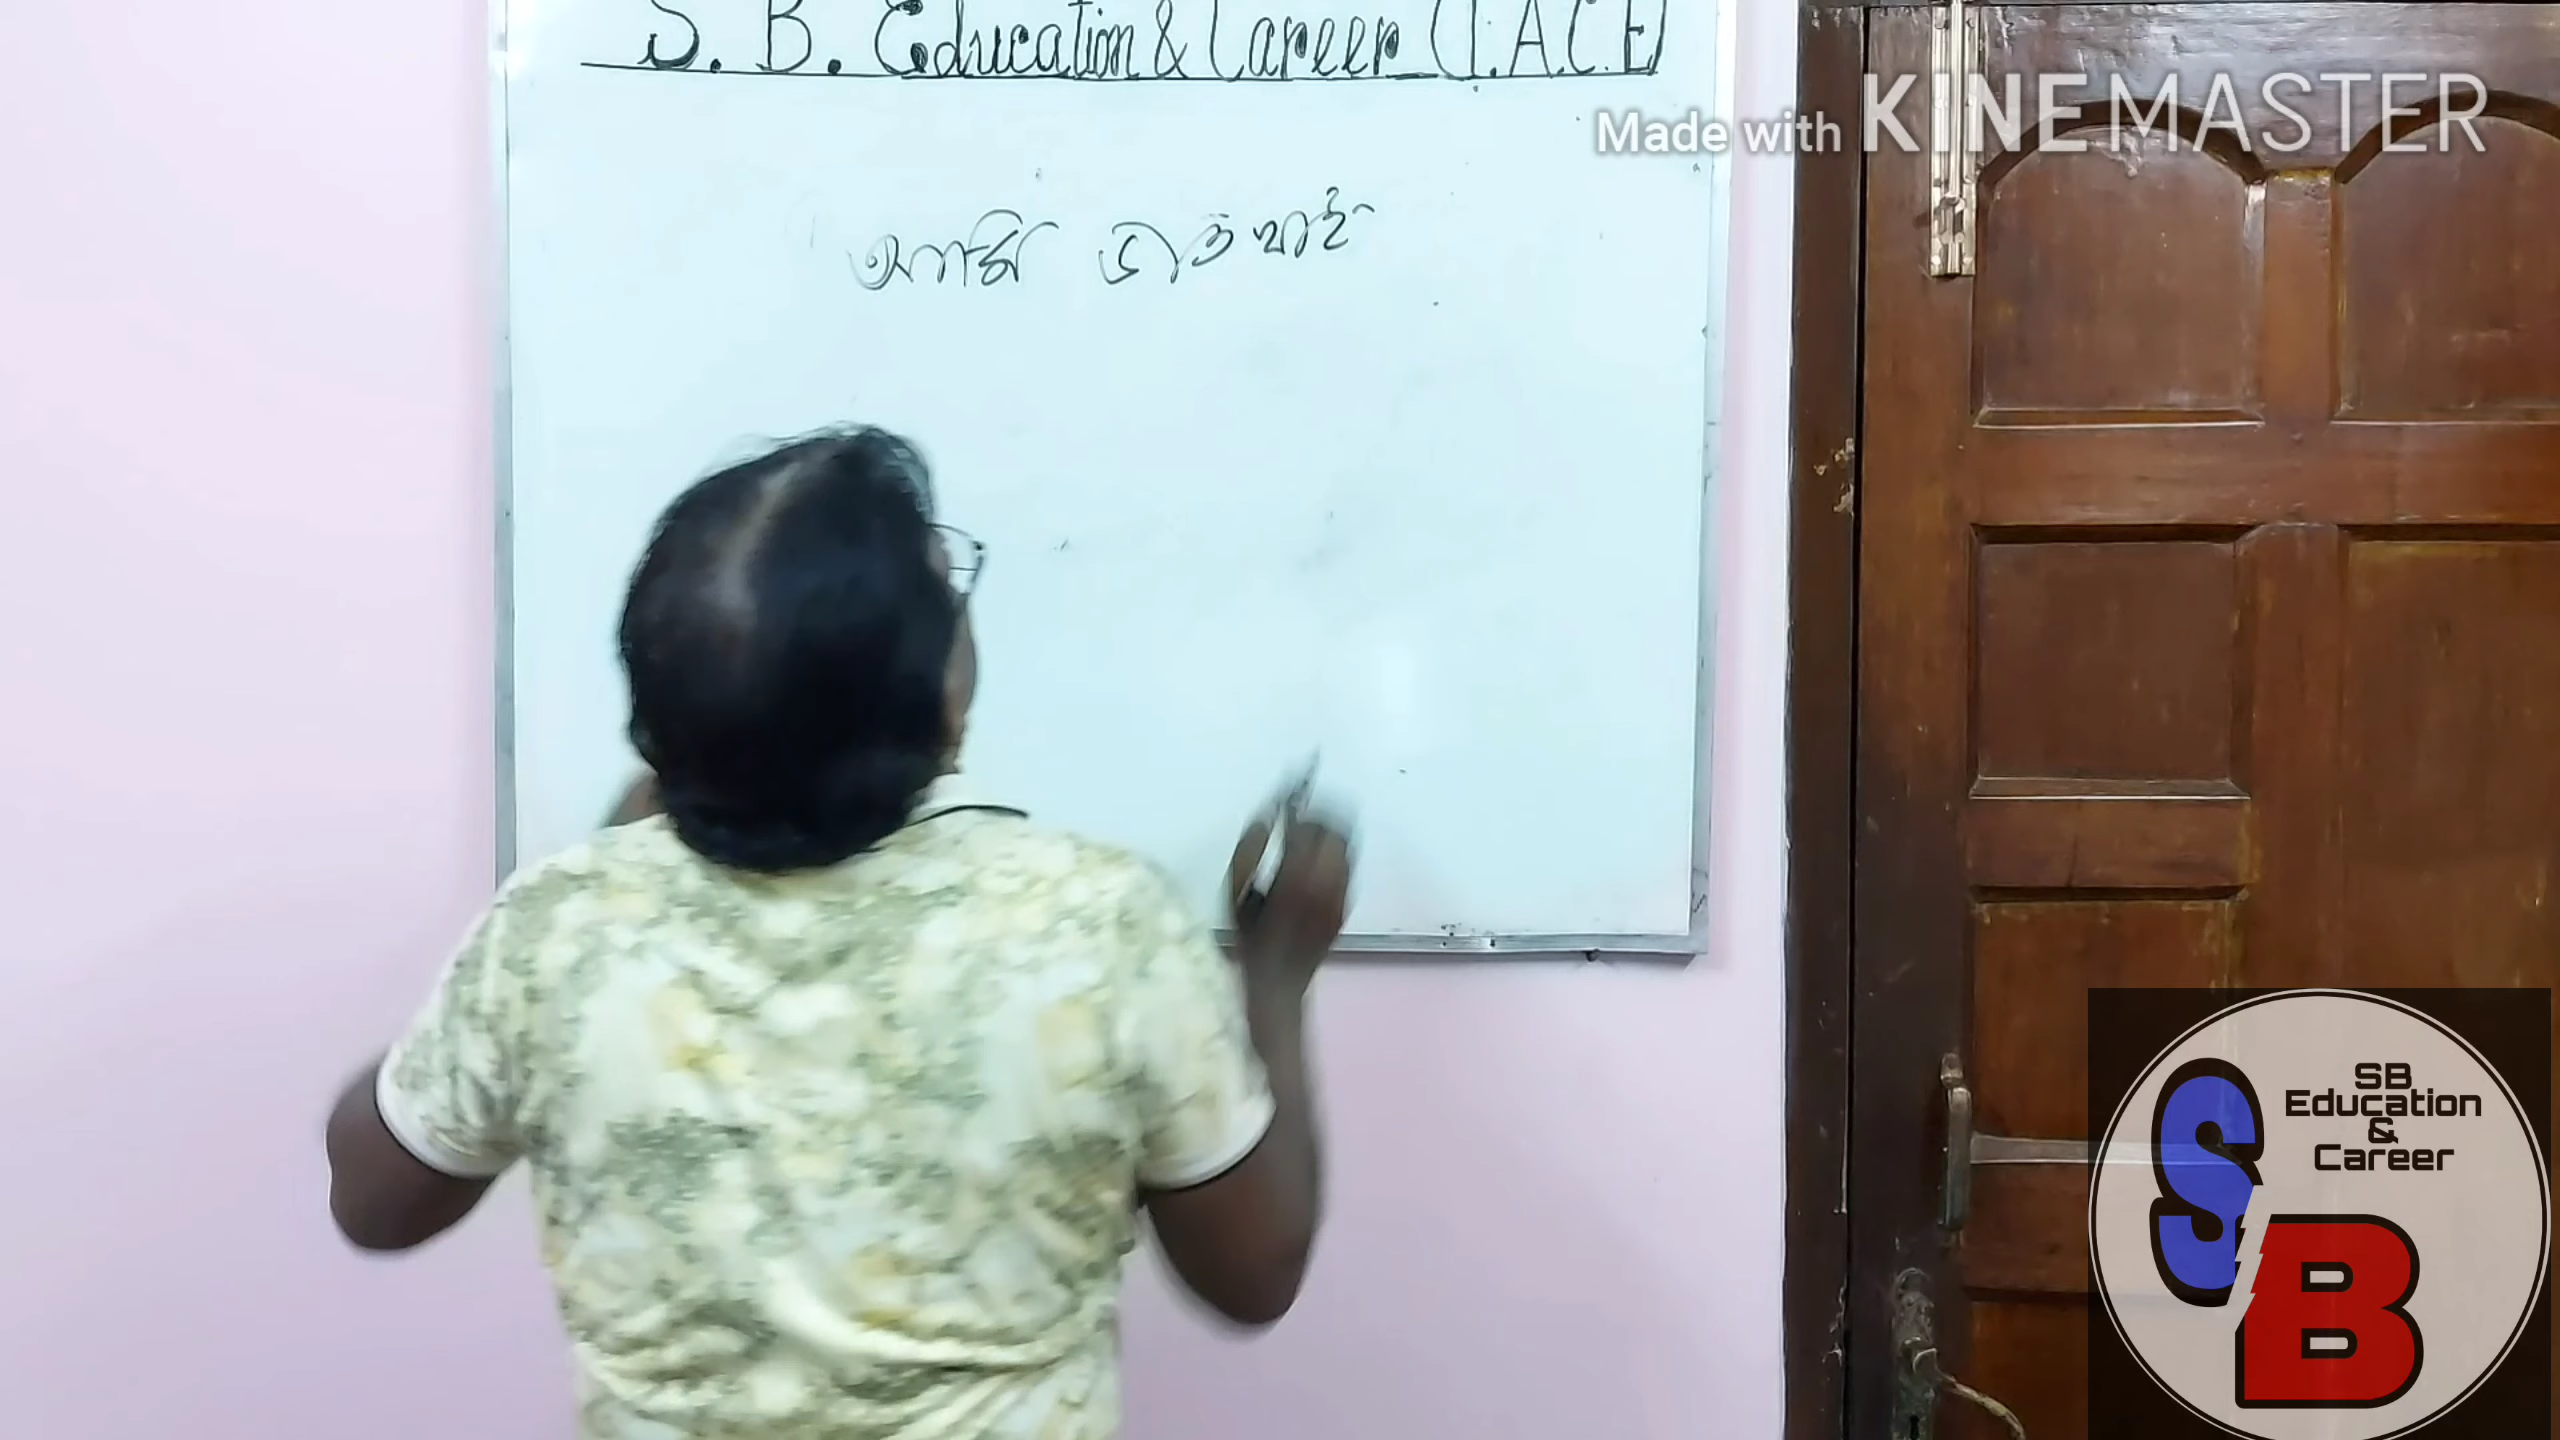 S. B. Education & Career (I.A.C.E)
Made with KINEMASTER
আমি ভাত খাই
SB
Education
&
Career
SB